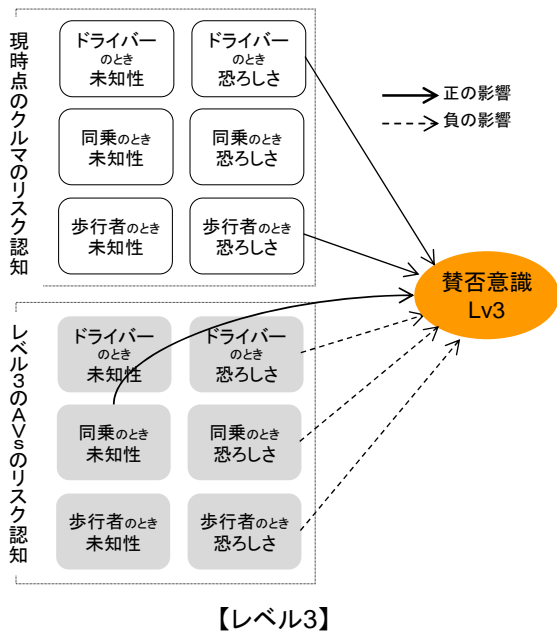 現時点のクルマのリスク認知
ドライバー
のとき
未知性
ドライバー
のとき
恐ろしさ
同乗のとき
未知性
同乗のとき
恐ろしさ
歩行者のとき
未知性
歩行者のとき
恐ろしさ
正の影響
負の影響
賛否意識
Lv3
レベル3のAVsのリスク認知
ドライバー
のとき
未知性
ドライバー
のとき
恐ろしさ
同乗のとき
未知性
同乗のとき
恐ろしさ
歩行者のとき
未知性
歩行者のとき
恐ろしさ
【レベル3】